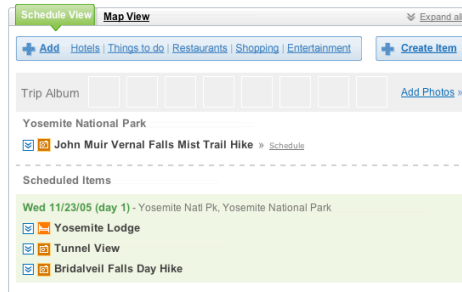 Schedule View Map View Expand all
Add Hotels | Things to do | Restaurants | Shopping | Entertainment Create Item
Trip Album Add Photos »
Yosemite National Park
John Muir Vernal Falls Mist Trail Hike » Schedule
Scheduled Items
Wed 11/23/05 (day 1) - Yosemite Natl Pk, Yosemite National Park
Yosemite Lodge
Tunnel View
Bridalveil Falls Day Hike